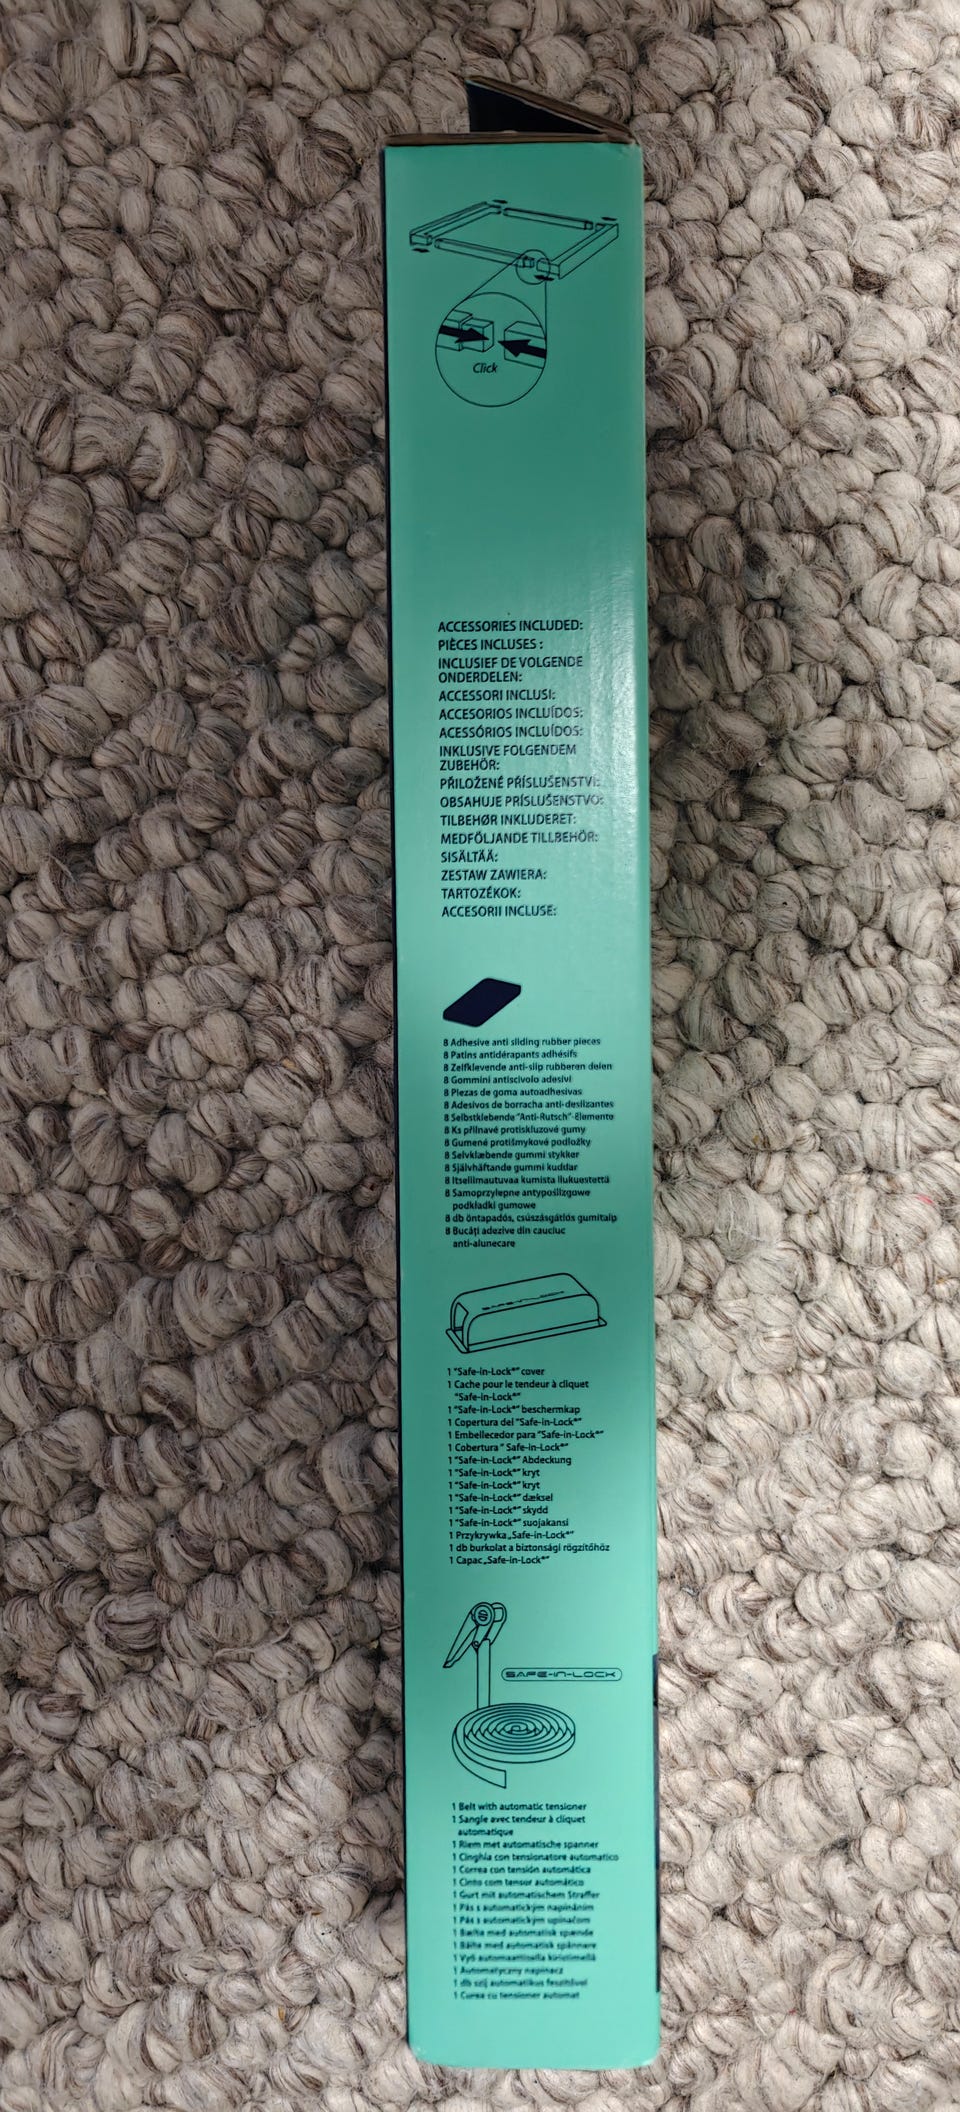 Click
ACCESSORIES INCLUDED:
PIÈCES INCLUSES :
INCLUSIEF DE VOLGENDE
ONDERDELEN:
ACCESSORI INCLUSI:
ACCESORIOS INCLUÍDOS:
ACESSÓRIOS INCLUÍDOS:
INKLUSIVE FOLGENDEM
ZUBEHÖR:
PŘILOŽENÉ PŘÍSLUŠENSTVÍ:
OBSAHUJE PRÍSLUŠENSTVO:
TILBEHØR INKLUDERET:
MEDFÖLJANDE TILLBEHÖR:
SISÄLTÄÄ:
ZESTAW ZAWIERA:
TARTOZÉKOK:
ACCESORII INCLUSE:
8 Adhesive anti sliding rubber pieces
8 Patins antidérapants adhésifs
8 Zelfklevende anti-slip rubberen delen
8 Gommini antiscivolo adesivi
8 Piezas de goma autoadhesivas
8 Adesivos de borracha anti-deslizantes
8 Selbstklebende "Anti-Rutsch"-Elemente
8 Ks přilnavé protiskluzové gumy
8 Gumené protišmykové podložky
8 Selvklæbende gummi stykker
8 Självhäftande gummi kuddar
8 Itseliimautuvaa kumista liukuestettä
8 Samoprzylepne antypoślizgowe
podkładki gumowe
8 db öntapadós, csúszásgátlós gumitalp
8 Bucăți adezive din cauciuc
anti-alunecare
SAFE-IN-LOCK
1 "Safe-in-Lock®" cover
1 Cache pour le tendeur à cliquet
"Safe-in-Lock®"
1 "Safe-in-Lock®" beschermkap
1 Copertura del "Safe-in-Lock®"
1 Embellecedor para "Safe-in-Lock®"
1 Cobertura " Safe-in-Lock®"
1 "Safe-in-Lock®" Abdeckung
1 "Safe-in-Lock®" kryt
1 "Safe-in-Lock®" kryt
1 "Safe-in-Lock®" dæksel
1 "Safe-in-Lock®" skydd
1 "Safe-in-Lock®" suojakansi
1 Przykrywka „Safe-in-Lock®"
1 db burkolat a biztonsági rögzítőhöz
1 Capac „Safe-in-Lock®"
SAFE-IN-LOCK
1 Belt with automatic tensioner
1 Sangle avec tendeur à cliquet
automatique
1 Riem met automatische spanner
1 Cinghia con tensionatore automatico
1 Correa con tensión automática
1 Cinto com tensor automático
1 Gurt mit automatischem Straffer
1 Pás s automatickým napínáním
1 Pás s automatickým upínačom
1 Bælte med automatisk spænde
1 Bälte med automatisk spännare
1 Vyö automaattisella kiristimellä
1 Automatyczny napinacz
1 db szíj automatikus feszítővel
1 Curea cu tensioner automat